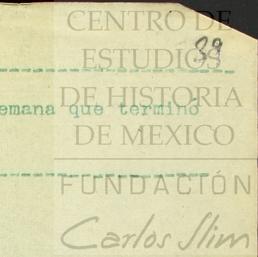 CENTRO DE
ESTUDIOS
39
DE HISTORIA
emana que terminó
DE MEXICO
FUNDACIÓN
Carlos Slim